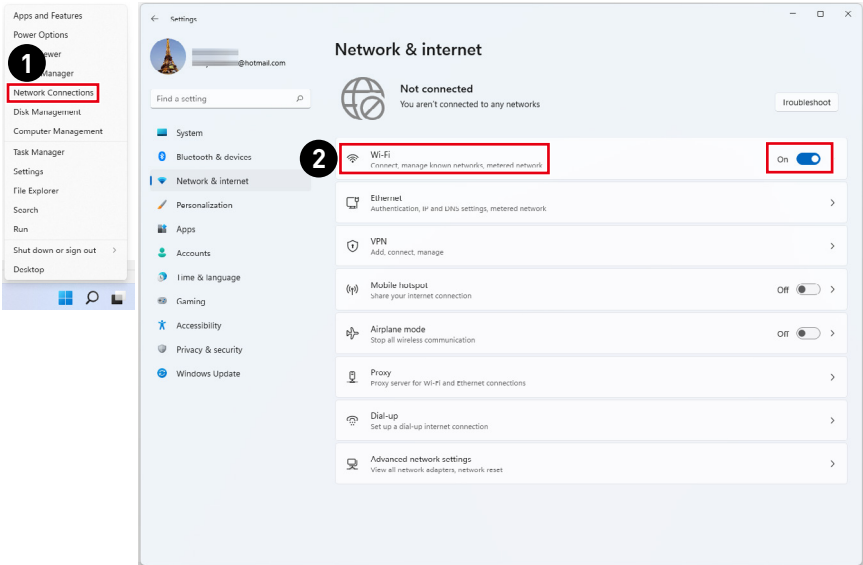 Apps and Features
Power Options
1
Network Connections
Disk Management
Computer Management
Task Manager
Settings
File Explorer
Search
Run
Shut down or sign out
Desktop
Settings
@hotmail.com
Find a setting
System
Bluetooth & devices
Network & internet
Personalization
Apps
Accounts
Time & language
Gaming
Accessibility
Privacy & security
Windows Update
Network & internet
Not connected
You aren't connected to any networks
Troubleshoot
2
Wi-Fi
Connect, manage known networks, metered network
On
Ethernet
Authentication, IP and DNS settings, metered network
VPN
Add, connect, manage
Mobile hotspot
Share your internet connection
Off
Airplane mode
Stop all wireless communication
Off
Proxy
Proxy server for Wi-Fi and Ethernet connections
Dial-up
Set up a dial-up internet connection
Advanced network settings
View all network adapters, network reset